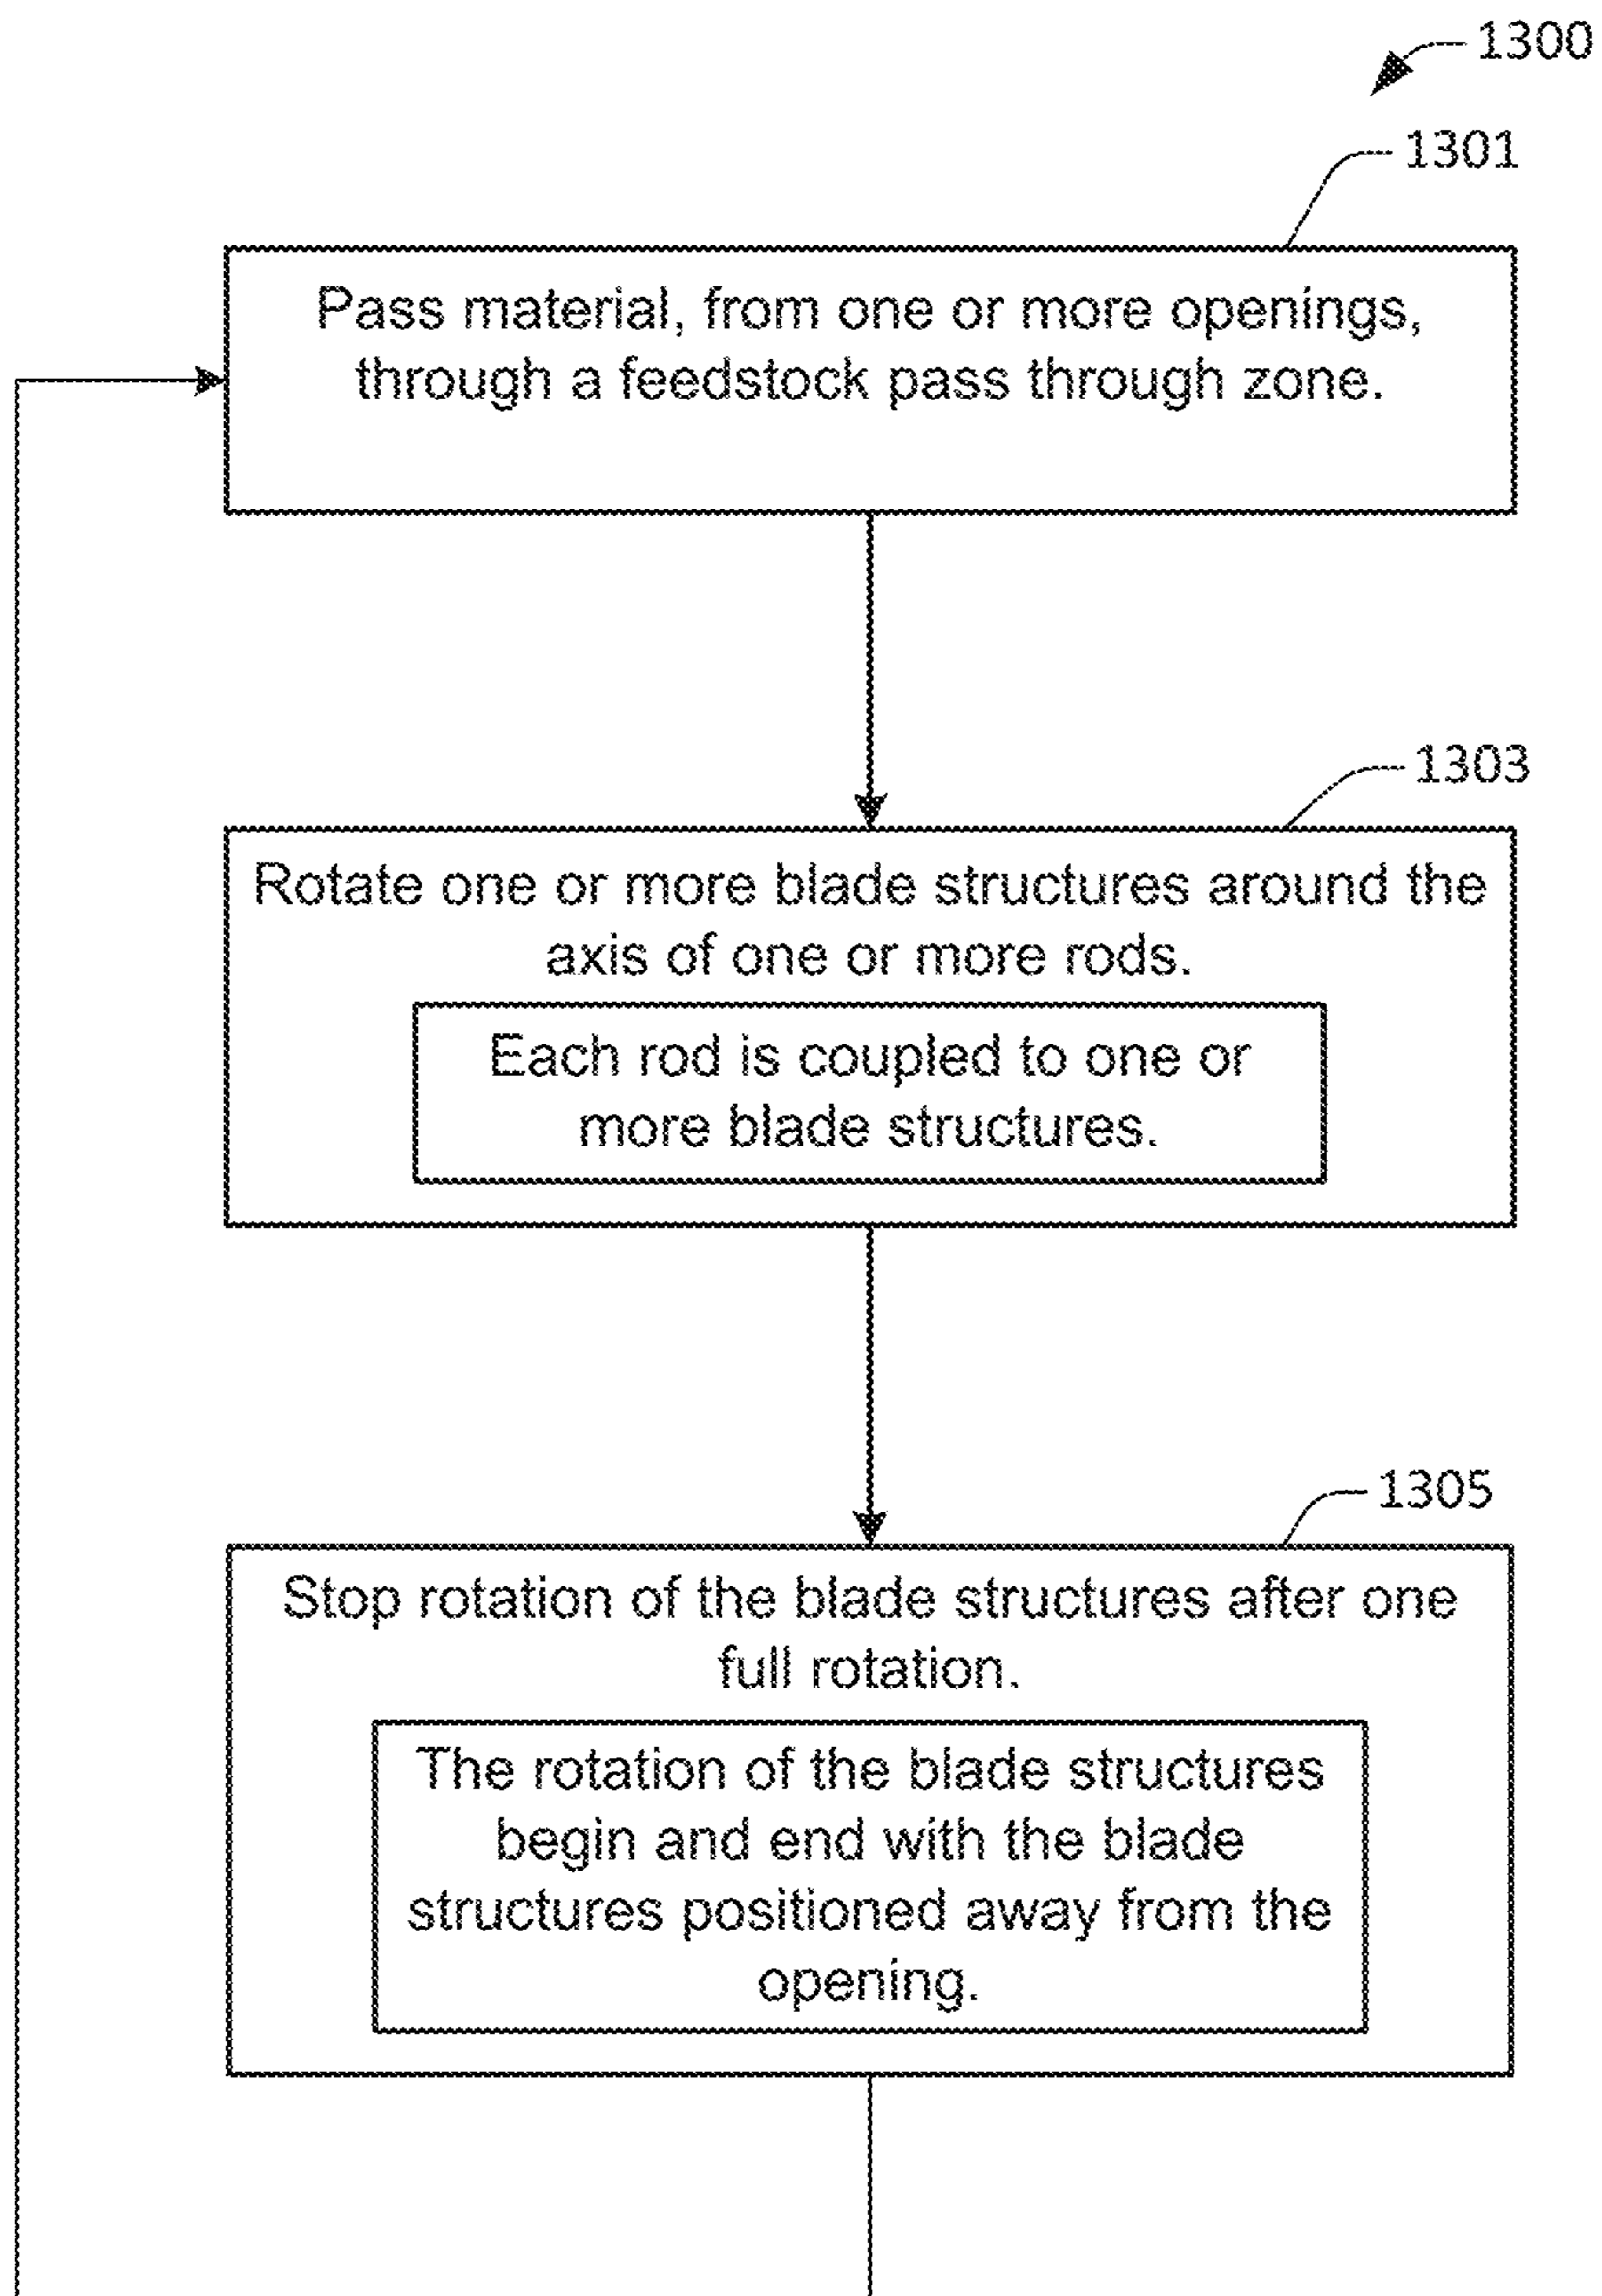 1300
1301
Pass material, from one or more openings,
through a feedstock pass through zone.
1303
Rotate one or more blade structures around the
axis of one or more rods.
Each rod is coupled to one or
more blade structures.
1305
Stop rotation of the blade structures after one
full rotation.
The rotation of the blade structures
begin and end with the blade
structures positioned away from the
opening.